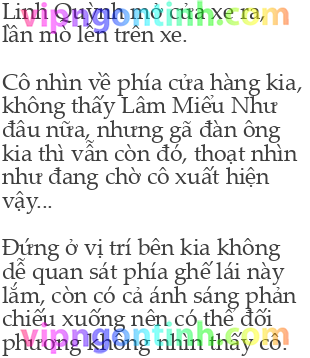 Linh Quỳnh mở cửa xe ra,
lần mò lên trên xe.
Cô nhìn về phía cửa hàng kia,
không thấy Lâm Miểu Như
đâu nữa, nhưng gã đàn ông
kia thì vẫn còn đó, thoạt nhìn
như đang chờ cô xuất hiện
vậy...
Đứng ở vị trí bên kia không
dễ quan sát phía ghế lái này
lắm, còn có cả ánh sáng phản
chiếu xuống nên có thể đối
phương không nhìn thấy cô.
vipngontinh.com
vipngontinh.com